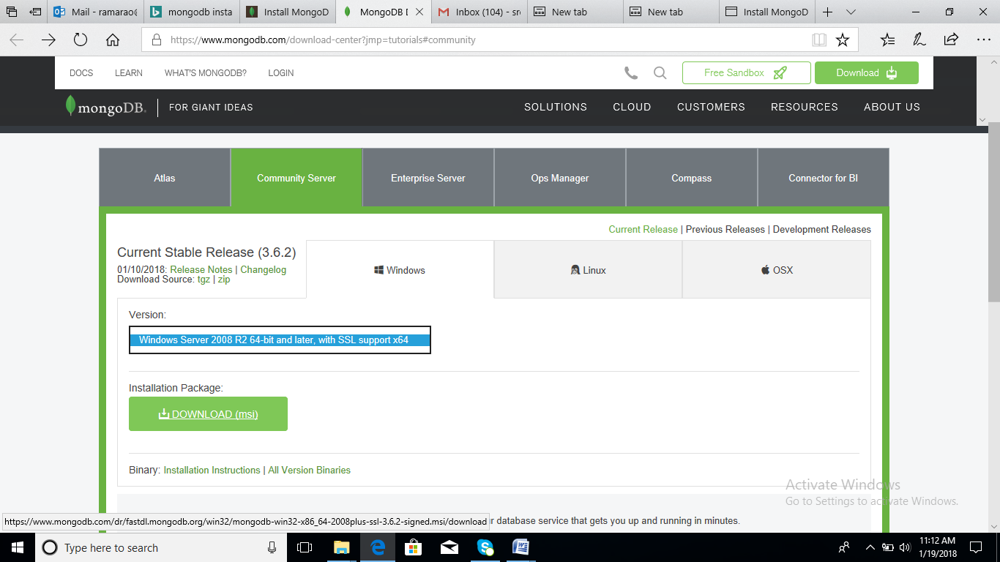 Mail - ramarao@
mongodb insta
Install MongoD
MongoDB D
Inbox (104) - sr
New tab
New tab
Install MongoD
https://www.mongodb.com/download-center?jmp=tutorials#community
DOCS LEARN WHAT'S MONGODB? LOGIN
Free Sandbox
Download
mongoDB. FOR GIANT IDEAS
SOLUTIONS CLOUD CUSTOMERS RESOURCES ABOUT US
Atlas
Community Server
Enterprise Server
Ops Manager
Compass
Connector for BI
Current Release | Previous Releases | Development Releases
Current Stable Release (3.6.2)
01/10/2018: Release Notes | Changelog
Download Source: tgz | zip
Windows
Linux
OSX
Version:
Windows Server 2008 R2 64-bit and later, with SSL support x64
Installation Package:
DOWNLOAD (msi)
Binary: Installation Instructions | All Version Binaries
Activate Windows
Go to Settings to activate Windows.
https://www.mongodb.com/dr/fastdl.mongodb.org/win32/mongodb-win32-x86_64-2008plus-ssl-3.6.2-signed.msi/download
r database service that gets you up and running in minutes.
Type here to search
11:12 AM
1/19/2018